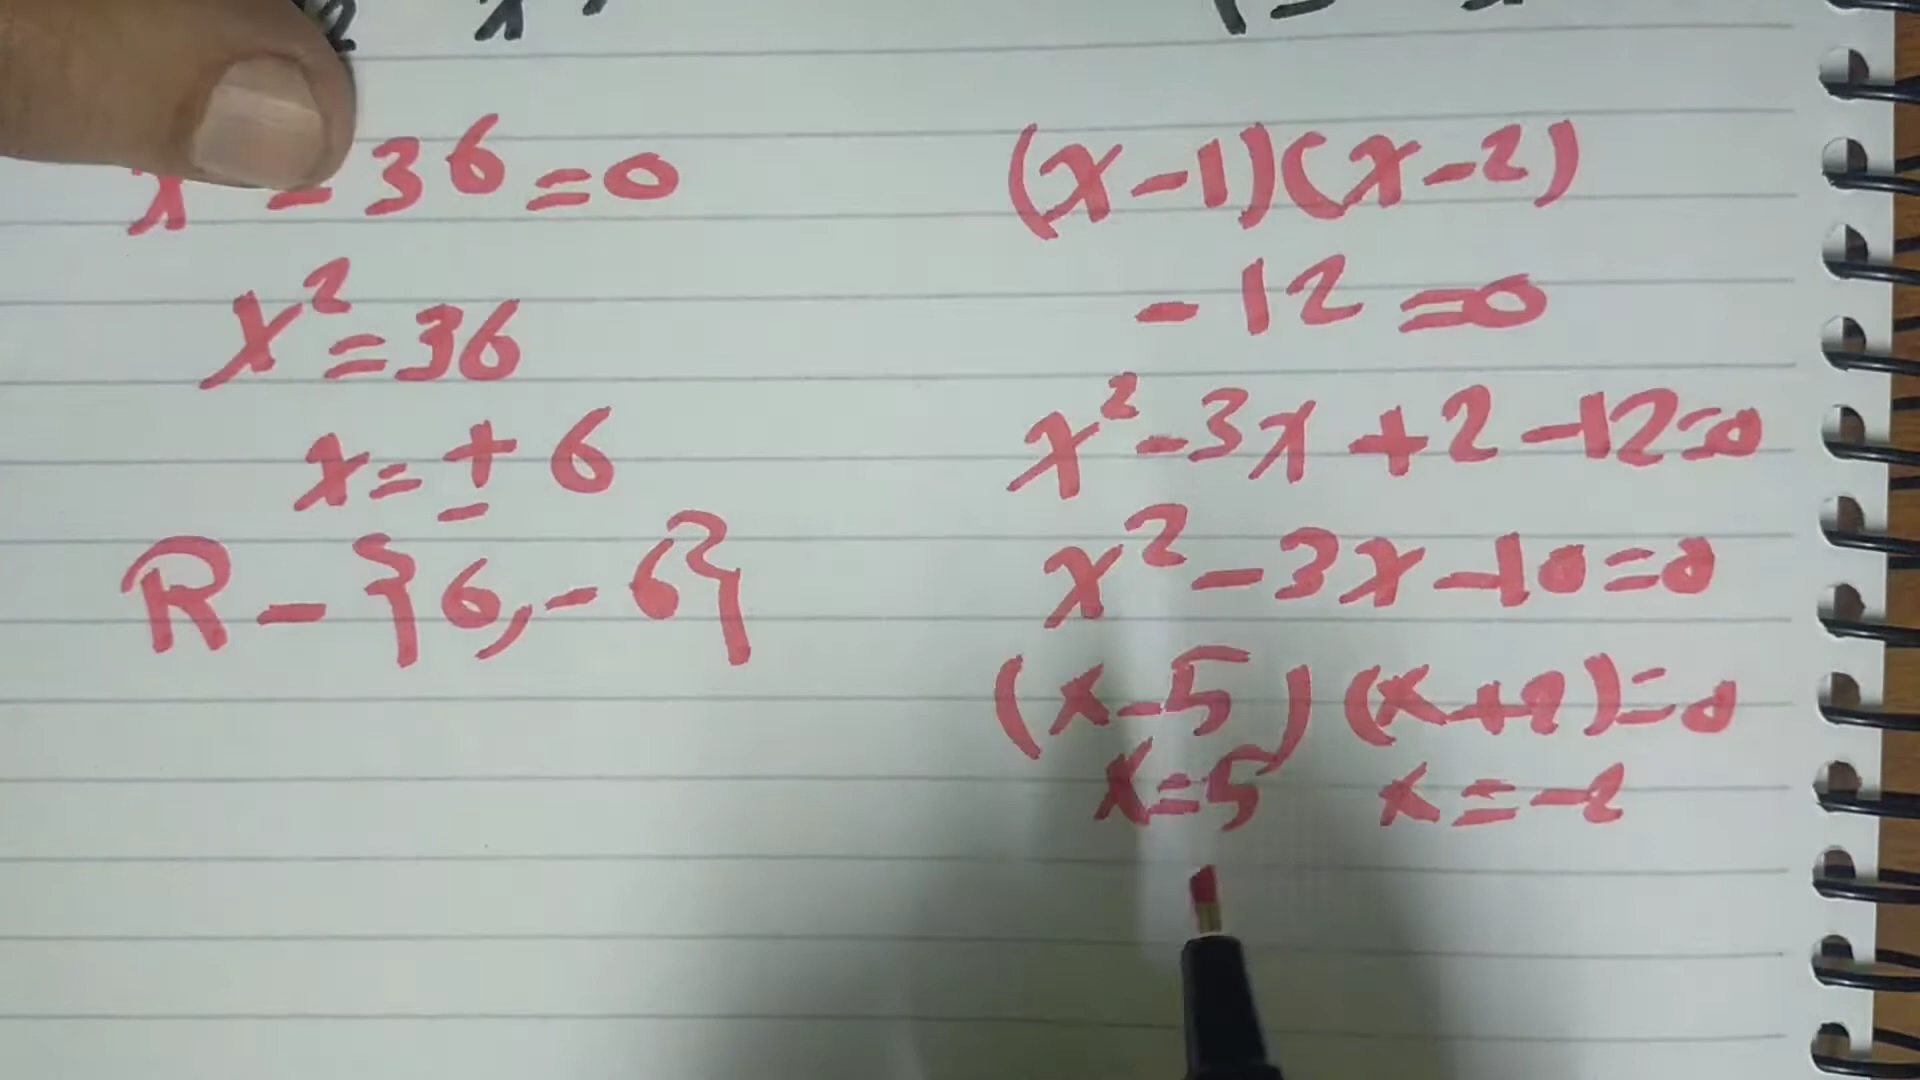 x - 36 = 0
x² = 36
x = ± 6
R - {6, - 6}
(x - 1)(x - 2)
- 12 = 0
x² - 3x + 2 - 12 = 0
x² - 3x - 10 = 0
(x - 5)(x + 2) = 0
x = 5 x = -2